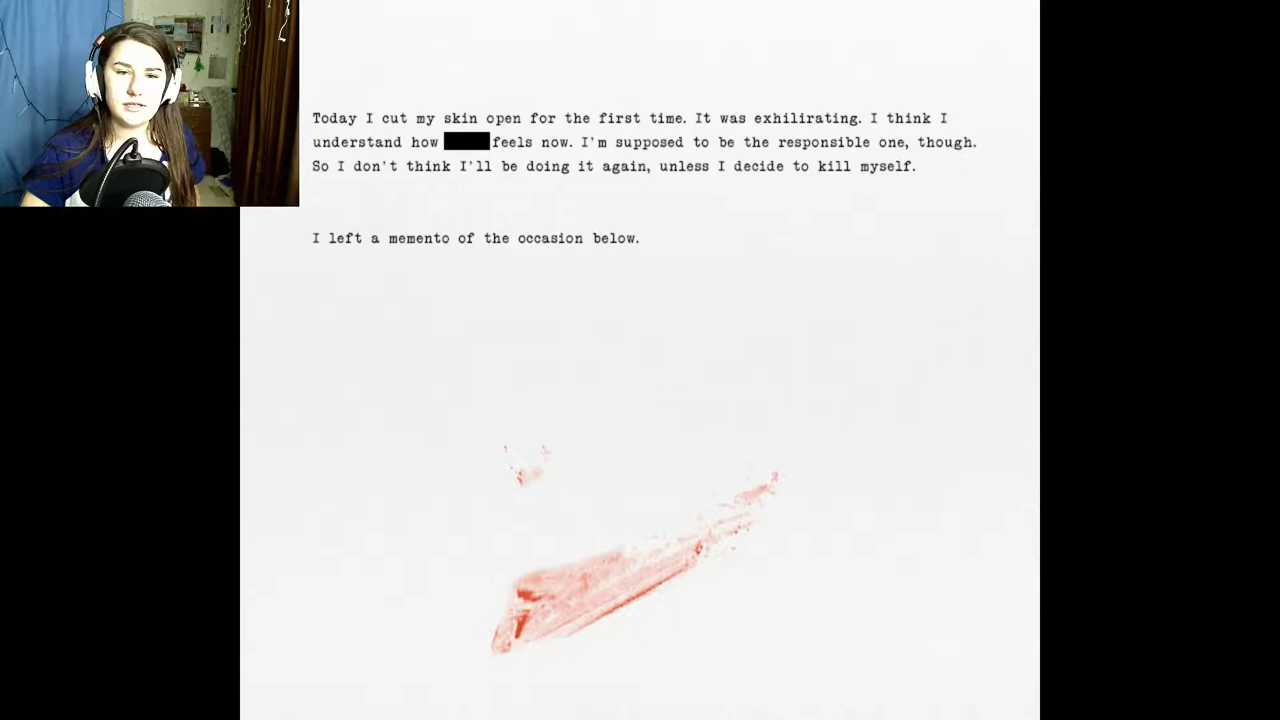 Today I cut my skin open for the first time. It was exhilirating. I think I
understand how feels now. I'm supposed to be the responsible one, though.
So I don't think I'll be doing it again, unless I decide to kill myself.
I left a memento of the occasion below.